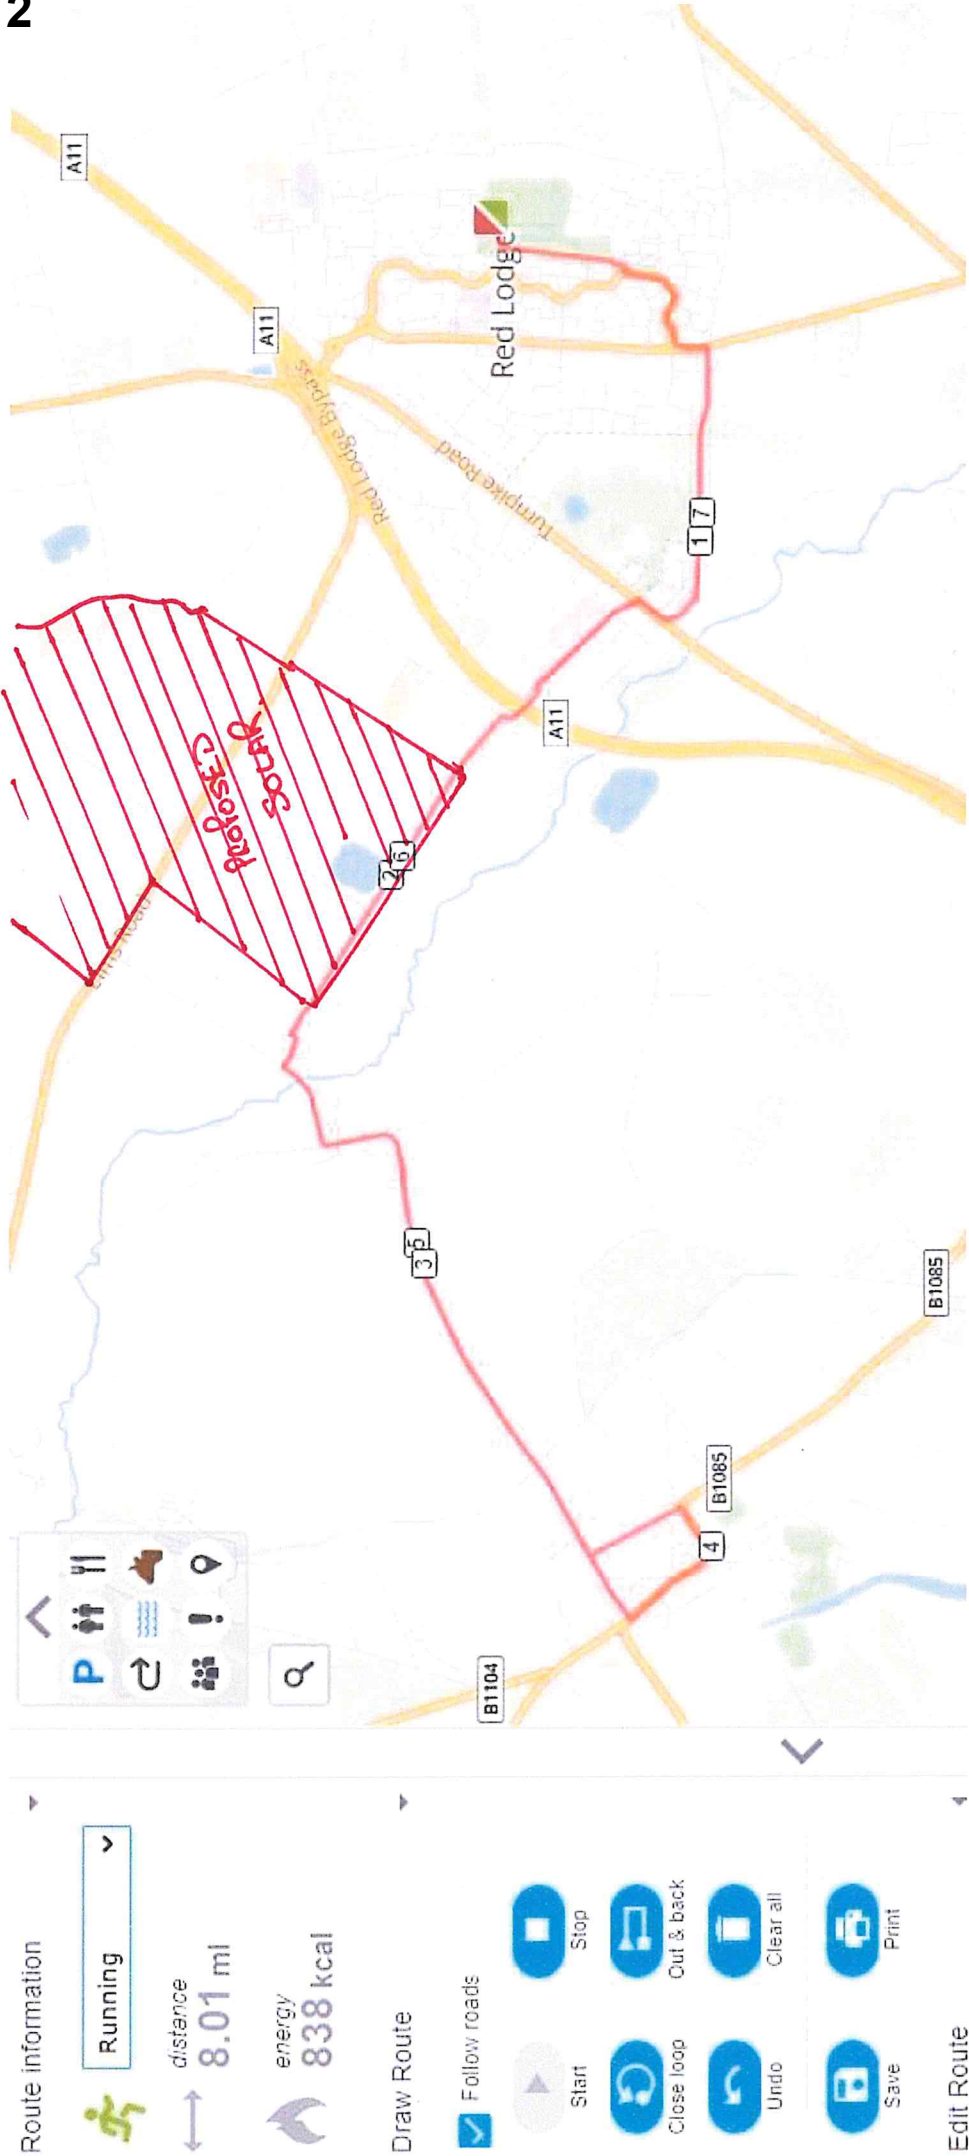 2
Route information
Running
distance
8.01 mi
energy
838 kcal
Draw Route
Follow roads
Start
Stop
Close loop
Out & back
Undo
Clear all
Save
Print
Edit Route
P
B1104
B1085
B1085
4
3
5
2
6
1
7
Elms Road
PROPOSED
SOLAR
A11
A11
A11
Red Lodge Bypass
Turnpike Road
Red Lodge